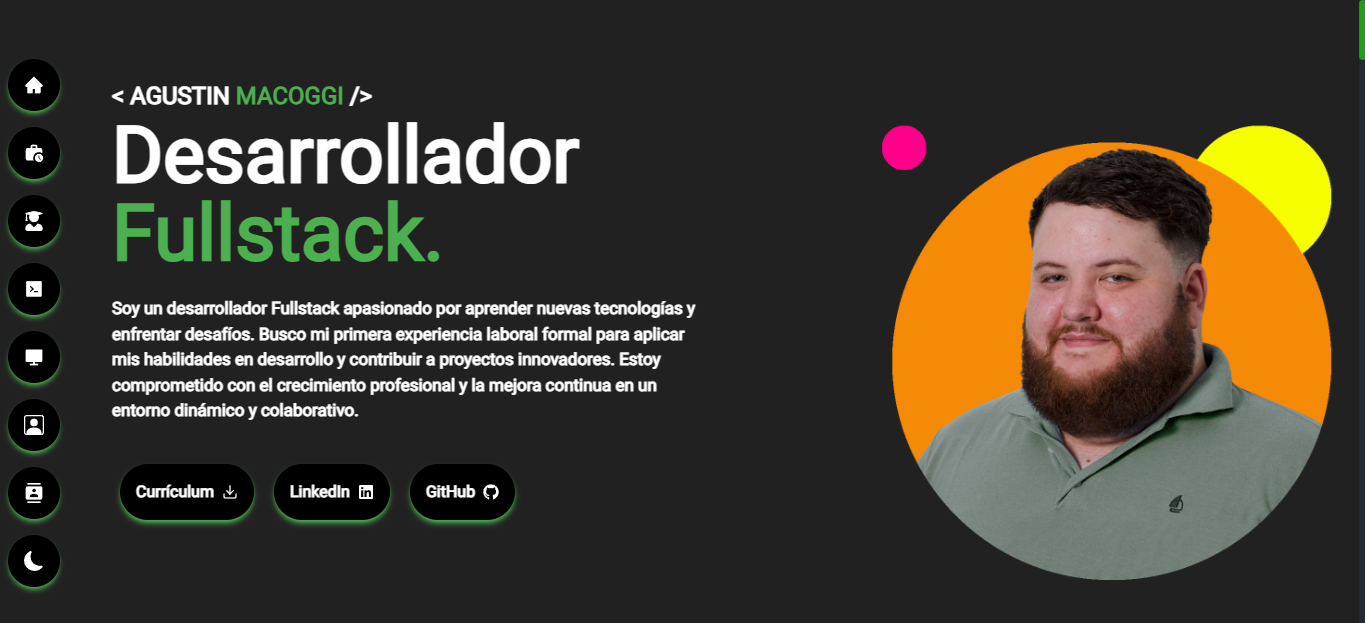 < AGUSTIN MACOGGI />
Desarrollador
Fullstack.
Soy un desarrollador Fullstack apasionado por aprender nuevas tecnologías y
enfrentar desafíos. Busco mi primera experiencia laboral formal para aplicar
mis habilidades en desarrollo y contribuir a proyectos innovadores. Estoy
comprometido con el crecimiento profesional y la mejora continua en un
entorno dinámico y colaborativo.
Currículum
LinkedIn
GitHub